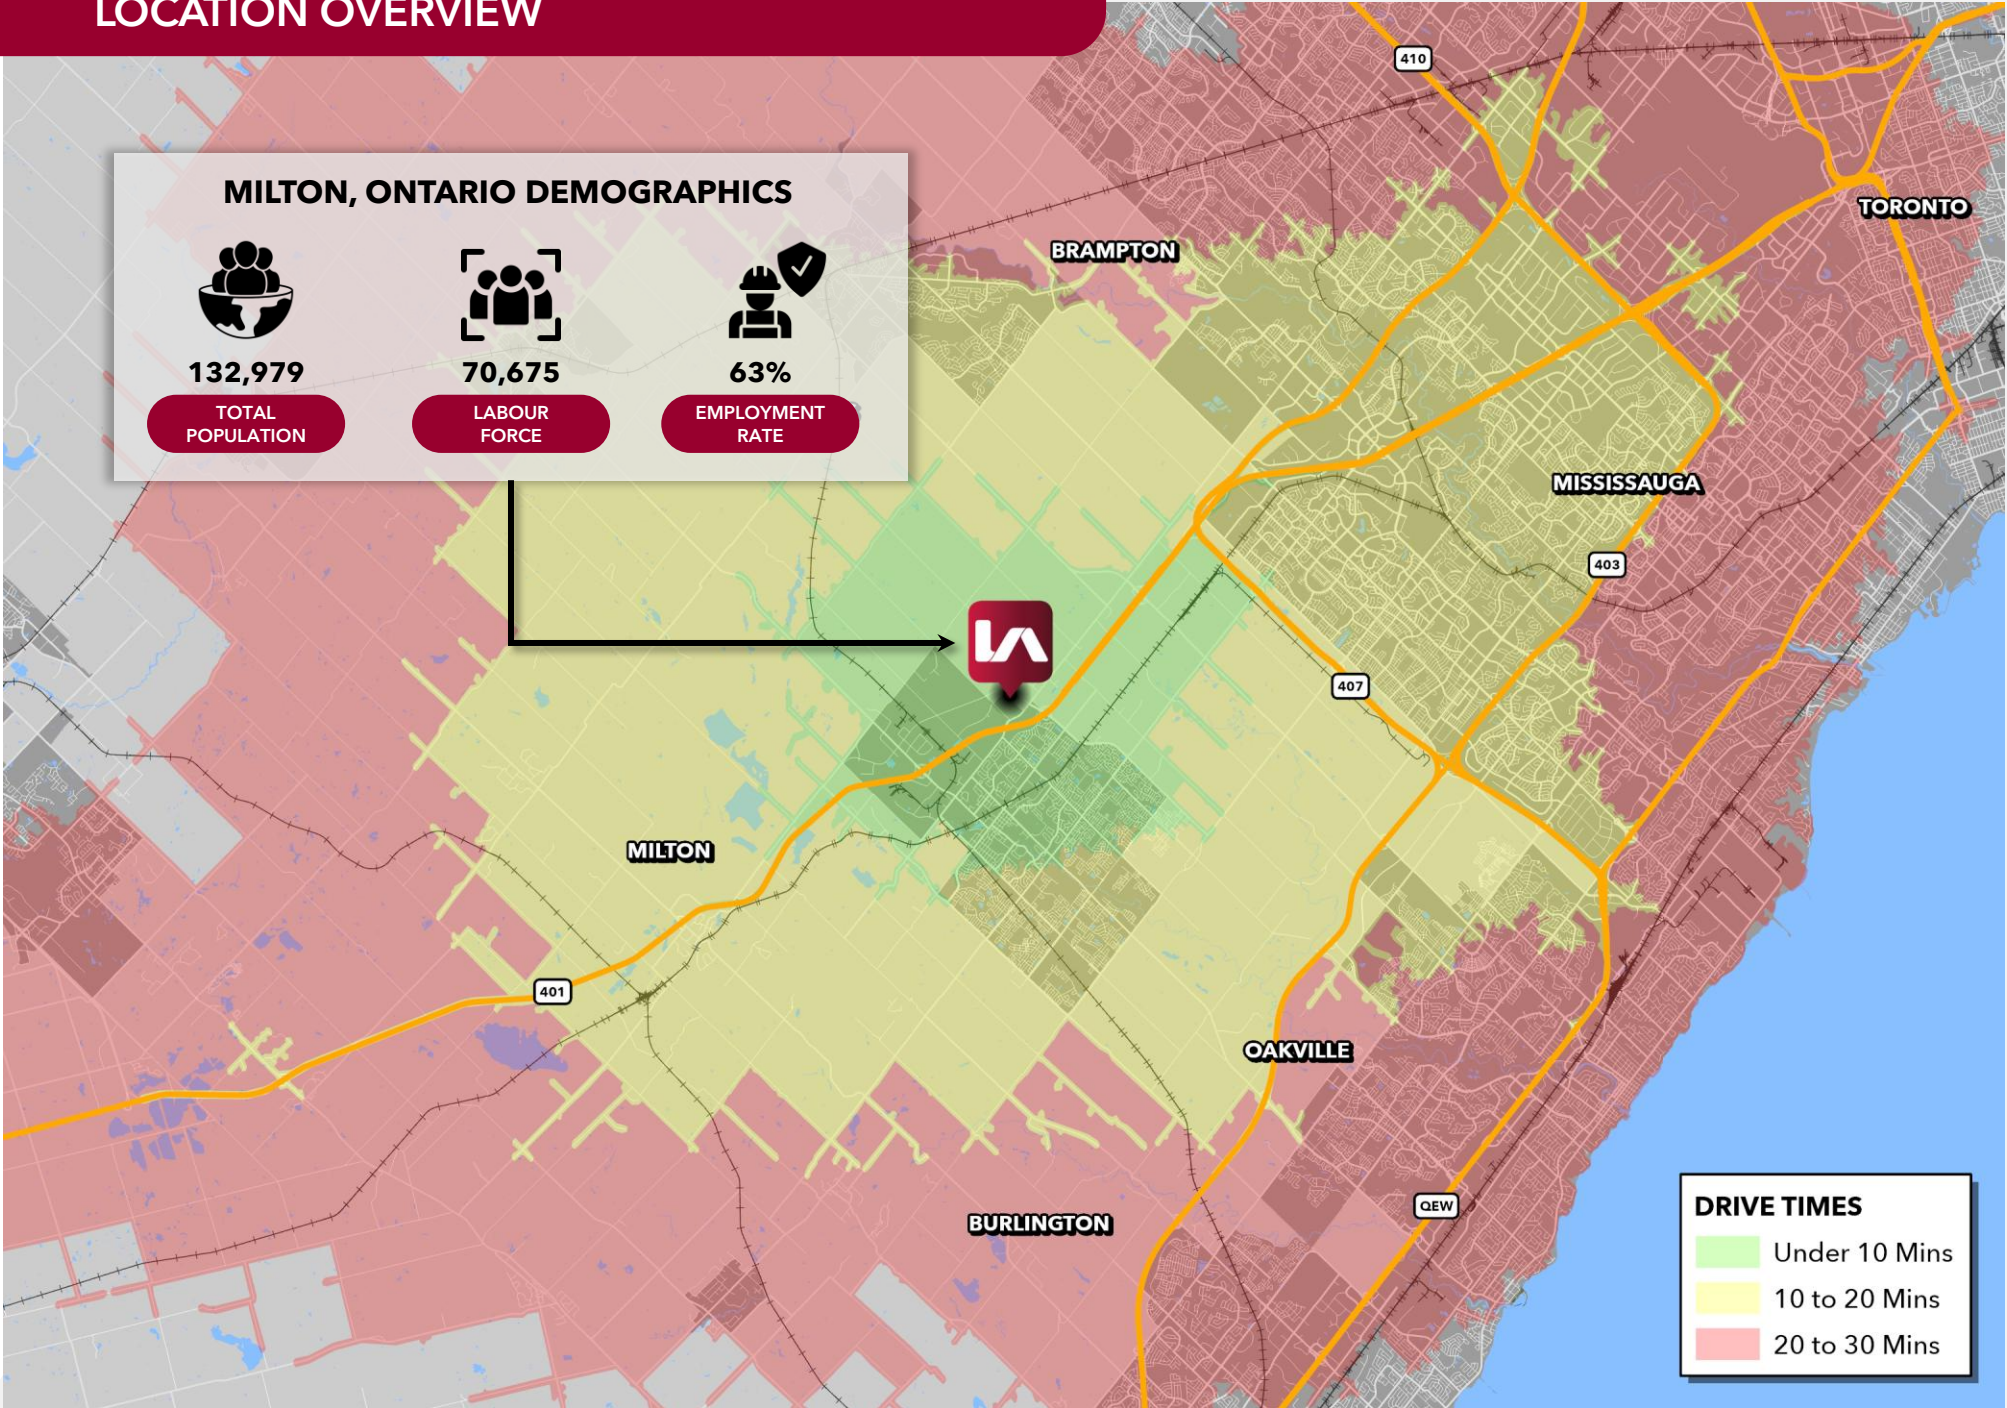 LOCATION OVERVIEW
410
MILTON, ONTARIO DEMOGRAPHICS
TORONTO
BRAMPTON
132,979
70,675
63%
TOTAL
POPULATION
LABOUR
FORCE
EMPLOYMENT
RATE
MISSISSAUGA
403
LA
407
MILTON
401
OAKVILLE
BURLINGTON
QEW
DRIVE TIMES
Under 10 Mins
10 to 20 Mins
20 to 30 Mins